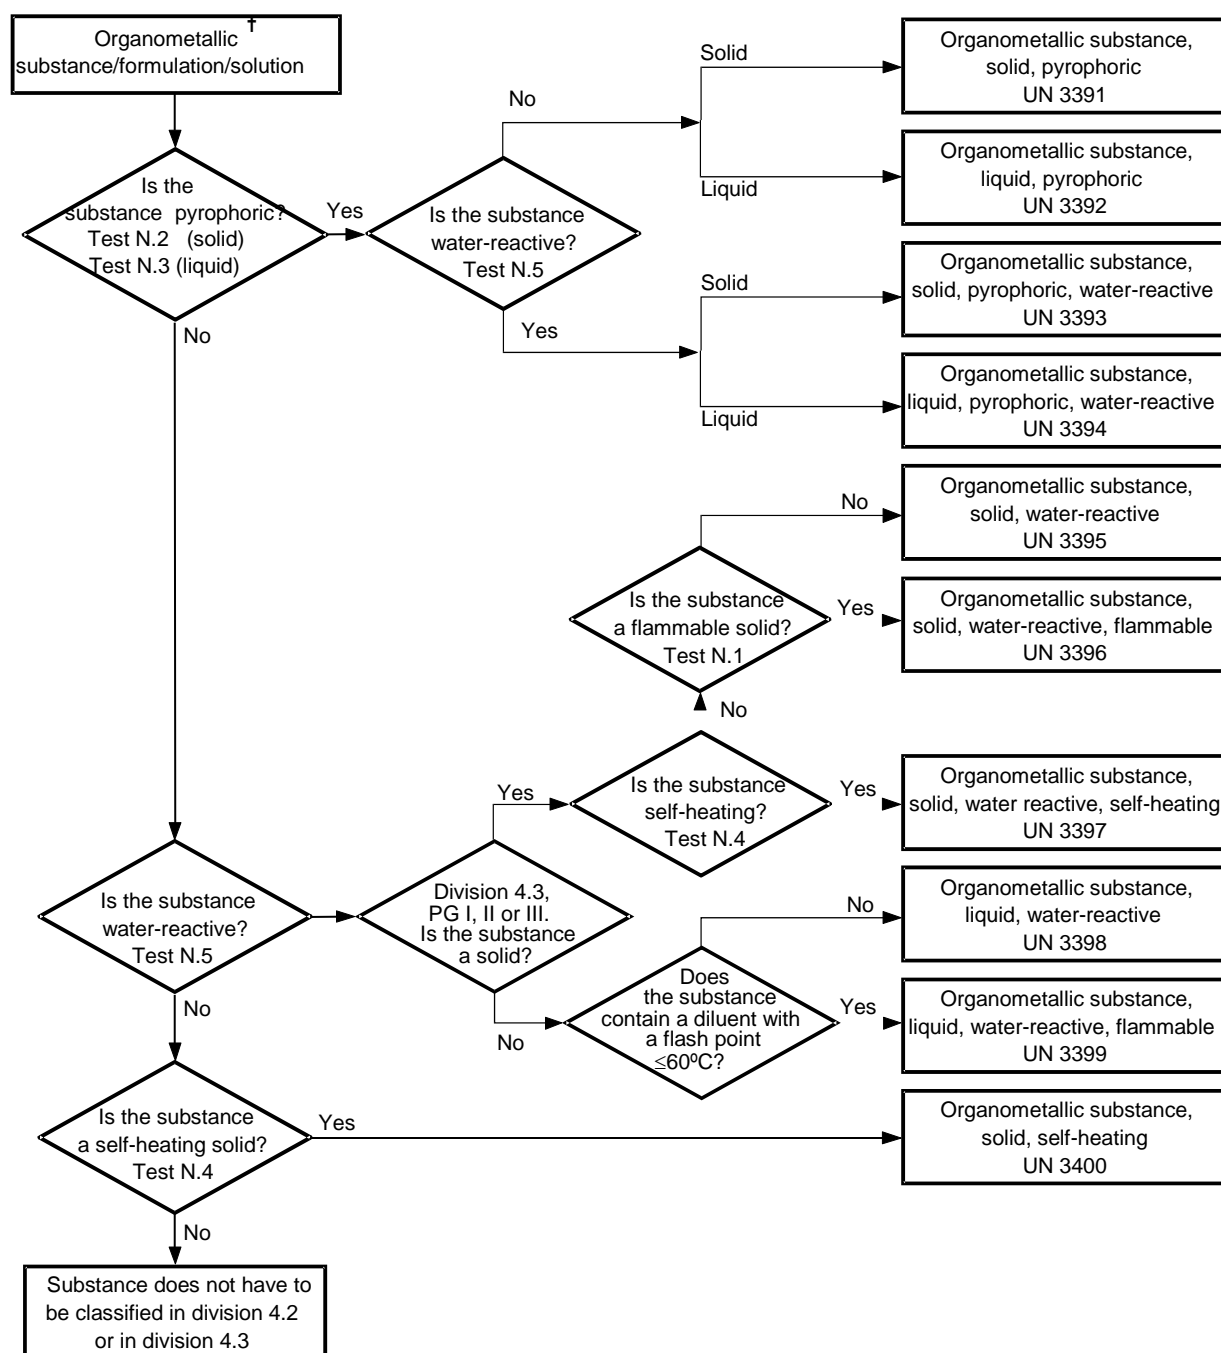 Organometallic †
substance/formulation/solution
Is the
substance pyrophoric?
Test N.2 (solid)
Test N.3 (liquid)
Yes
No
Is the substance
water-reactive?
Test N.5
No
Yes
Solid
Liquid
Solid
Liquid
Organometallic substance,
solid, pyrophoric
UN 3391
Organometallic substance,
liquid, pyrophoric
UN 3392
Organometallic substance,
solid, pyrophoric, water-reactive
UN 3393
Organometallic substance,
liquid, pyrophoric, water-reactive
UN 3394
No
Organometallic substance,
solid, water-reactive
UN 3395
Is the substance
a flammable solid?
Test N.1
Yes
Organometallic substance,
solid, water-reactive, flammable
UN 3396
No
Is the substance
self-heating?
Test N.4
Yes
Yes
Organometallic substance,
solid, water reactive, self-heating
UN 3397
Is the substance
water-reactive?
Test N.5
Division 4.3,
PG I, II or III.
Is the substance
a solid?
No
Organometallic substance,
liquid, water-reactive
UN 3398
No
No
Does
the substance
contain a diluent with
a flash point
≤60ºC?
Yes
Organometallic substance,
liquid, water-reactive, flammable
UN 3399
Is the substance
a self-heating solid?
Test N.4
Yes
Organometallic substance,
solid, self-heating
UN 3400
No
Substance does not have to
be classified in division 4.2
or in division 4.3